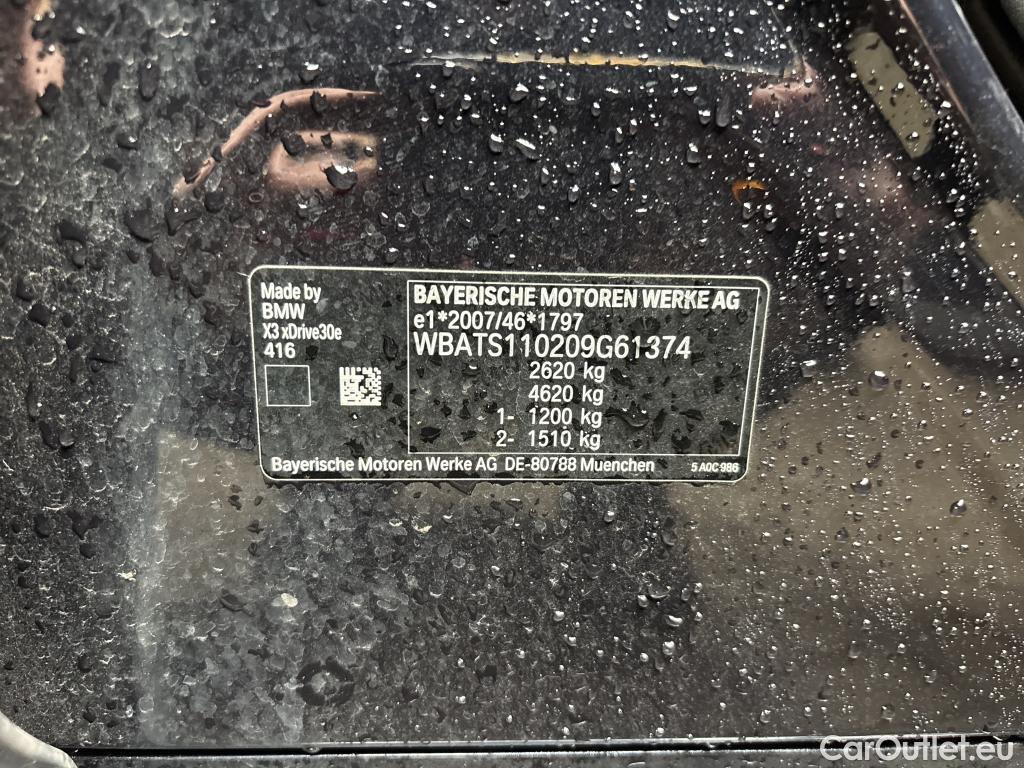 Made by
BMW
X3 xDrive30e
416
BAYERISCHE MOTOREN WERKE AG
e1*2007/46*1797
WBATS110209G61374
2620 kg
4620 kg
1- 1200 kg
2- 1510 kg
Bayerische Motoren Werke AG DE-80788 Muenchen
5 A0C 986
CarOutlet.eu